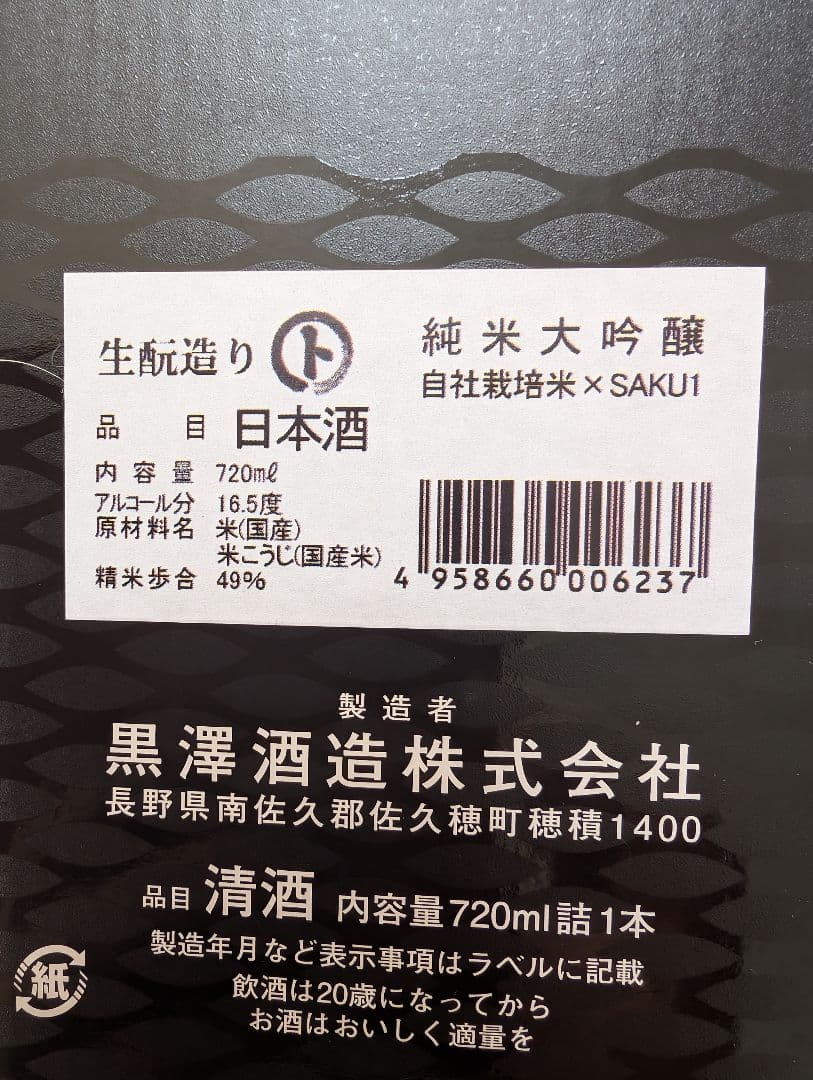 生酛造り ト
純米大吟醸
自社栽培米×SAKU1
品目 日本酒
内容量 720mℓ
アルコール分 16.5度
原材料名 米(国産)
米こうじ(国産米)
精米歩合 49%
4 958660 006237
製造者
黒澤酒造株式会社
長野県南佐久郡佐久穂町穂積1400
品目 清酒 内容量720ml詰1本
製造年月など表示事項はラベルに記載
飲酒は20歳になってから
お酒はおいしく適量を
紙